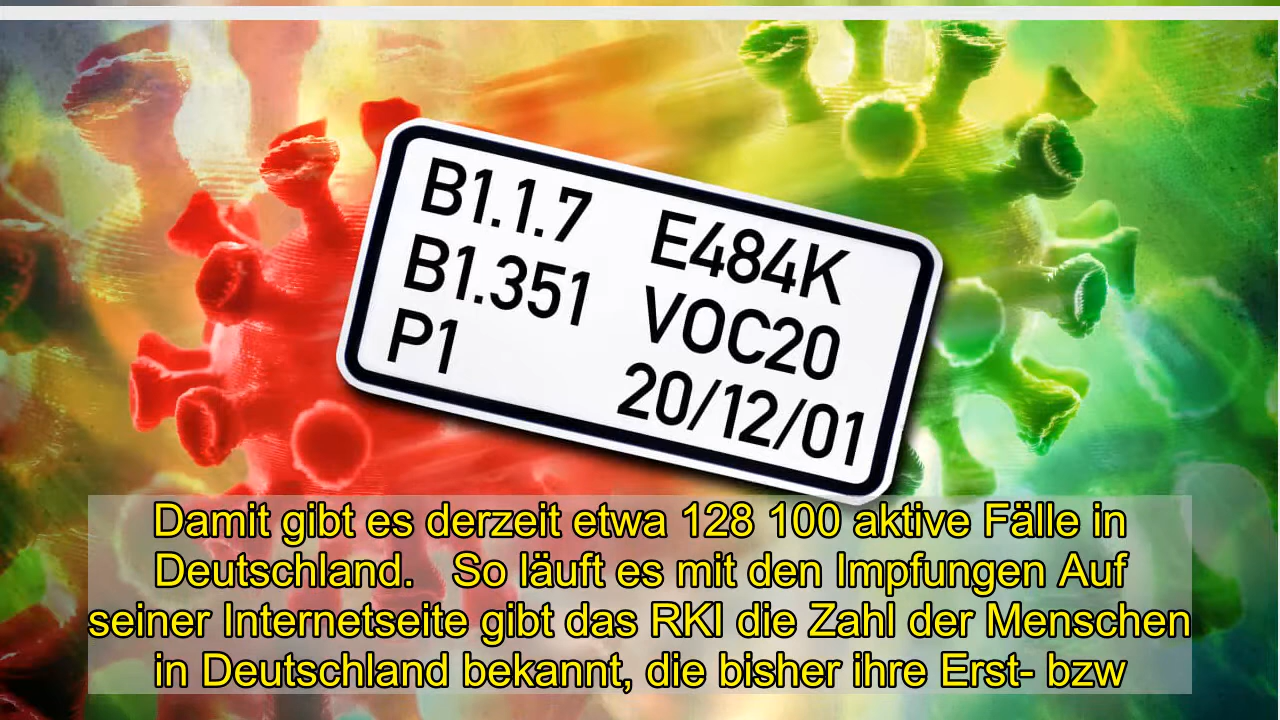 B1.1.7
B1.351
P1
E484K
VOC20
20/12/01
Damit gibt es derzeit etwa 128 100 aktive Fälle in
Deutschland. So läuft es mit den Impfungen Auf
seiner Internetseite gibt das RKI die Zahl der Menschen
in Deutschland bekannt, die bisher ihre Erst- bzw